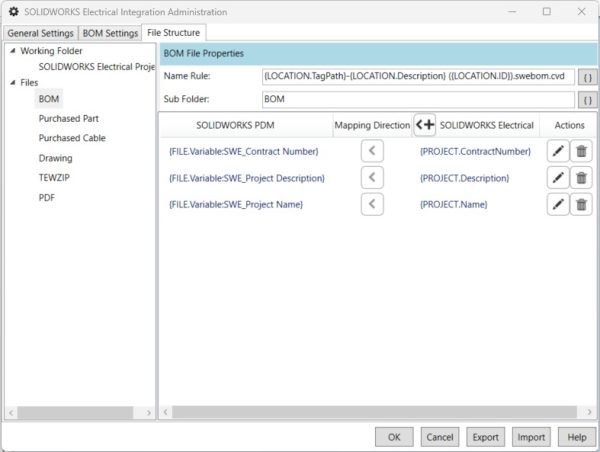 SOLIDWORKS Electrical Integration Administration
General Settings BOM Settings File Structure
Working Folder
SOLIDWORKS Electrical Proje
Files
BOM
Purchased Part
Purchased Cable
Drawing
TEWZIP
PDF
BOM File Properties
Name Rule: {LOCATION.TagPath}-{LOCATION.Description} ({LOCATION.ID}).swebom.cvd { }
Sub Folder: BOM { }
SOLIDWORKS PDM Mapping Direction SOLIDWORKS Electrical Actions
{FILE.Variable:SWE_Contract Number} {PROJECT.ContractNumber}
{FILE.Variable:SWE_Project Description} {PROJECT.Description}
{FILE.Variable:SWE_Project Name} {PROJECT.Name}
OK Cancel Export Import Help